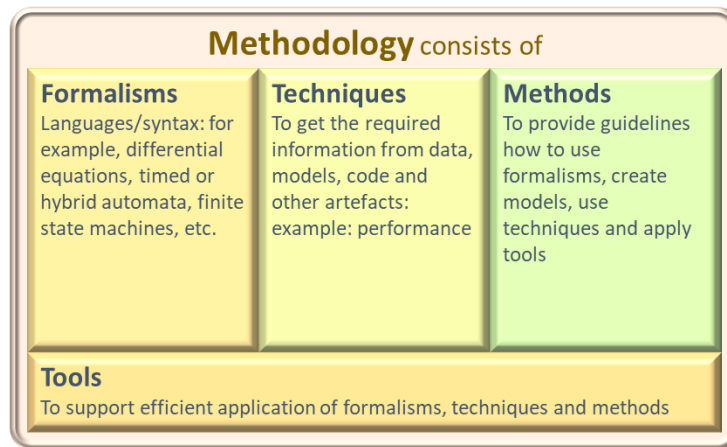 Methodology consists of
Formalisms
Languages/syntax: for
example, differential
equations, timed or
hybrid automata, finite
state machines, etc.
Techniques
To get the required
information from data,
models, code and
other artefacts:
example: performance
Methods
To provide guidelines
how to use
formalisms, create
models, use
techniques and apply
tools
Tools
To support efficient application of formalisms, techniques and methods